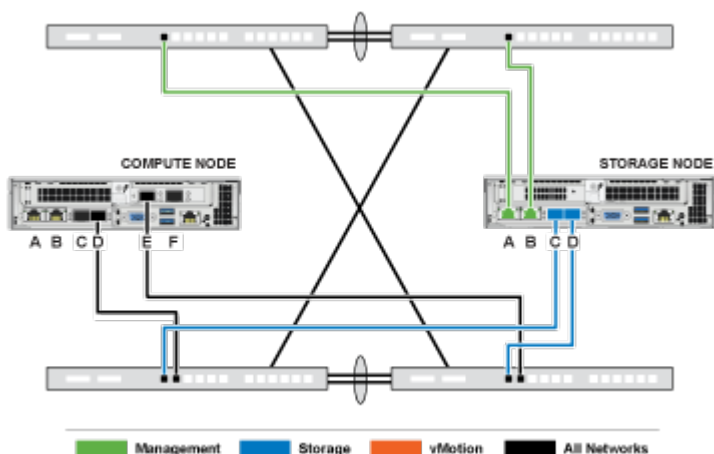 COMPUTE NODE
STORAGE NODE
A B C D E F
A B C D
Management Storage vMotion All Networks